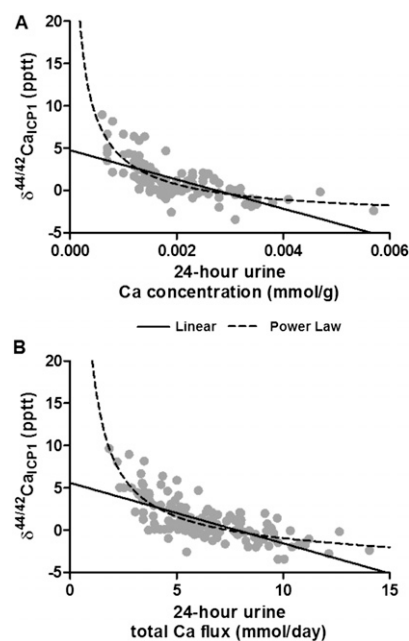 A
δ44/42CaICP1 (pptt)
20
15
10
5
0
-5
0.000 0.002 0.004 0.006
24-hour urine
Ca concentration (mmol/g)
Linear Power Law
B
δ44/42CaICP1 (pptt)
20
15
10
5
0
-5
0 5 10 15
24-hour urine
total Ca flux (mmol/day)